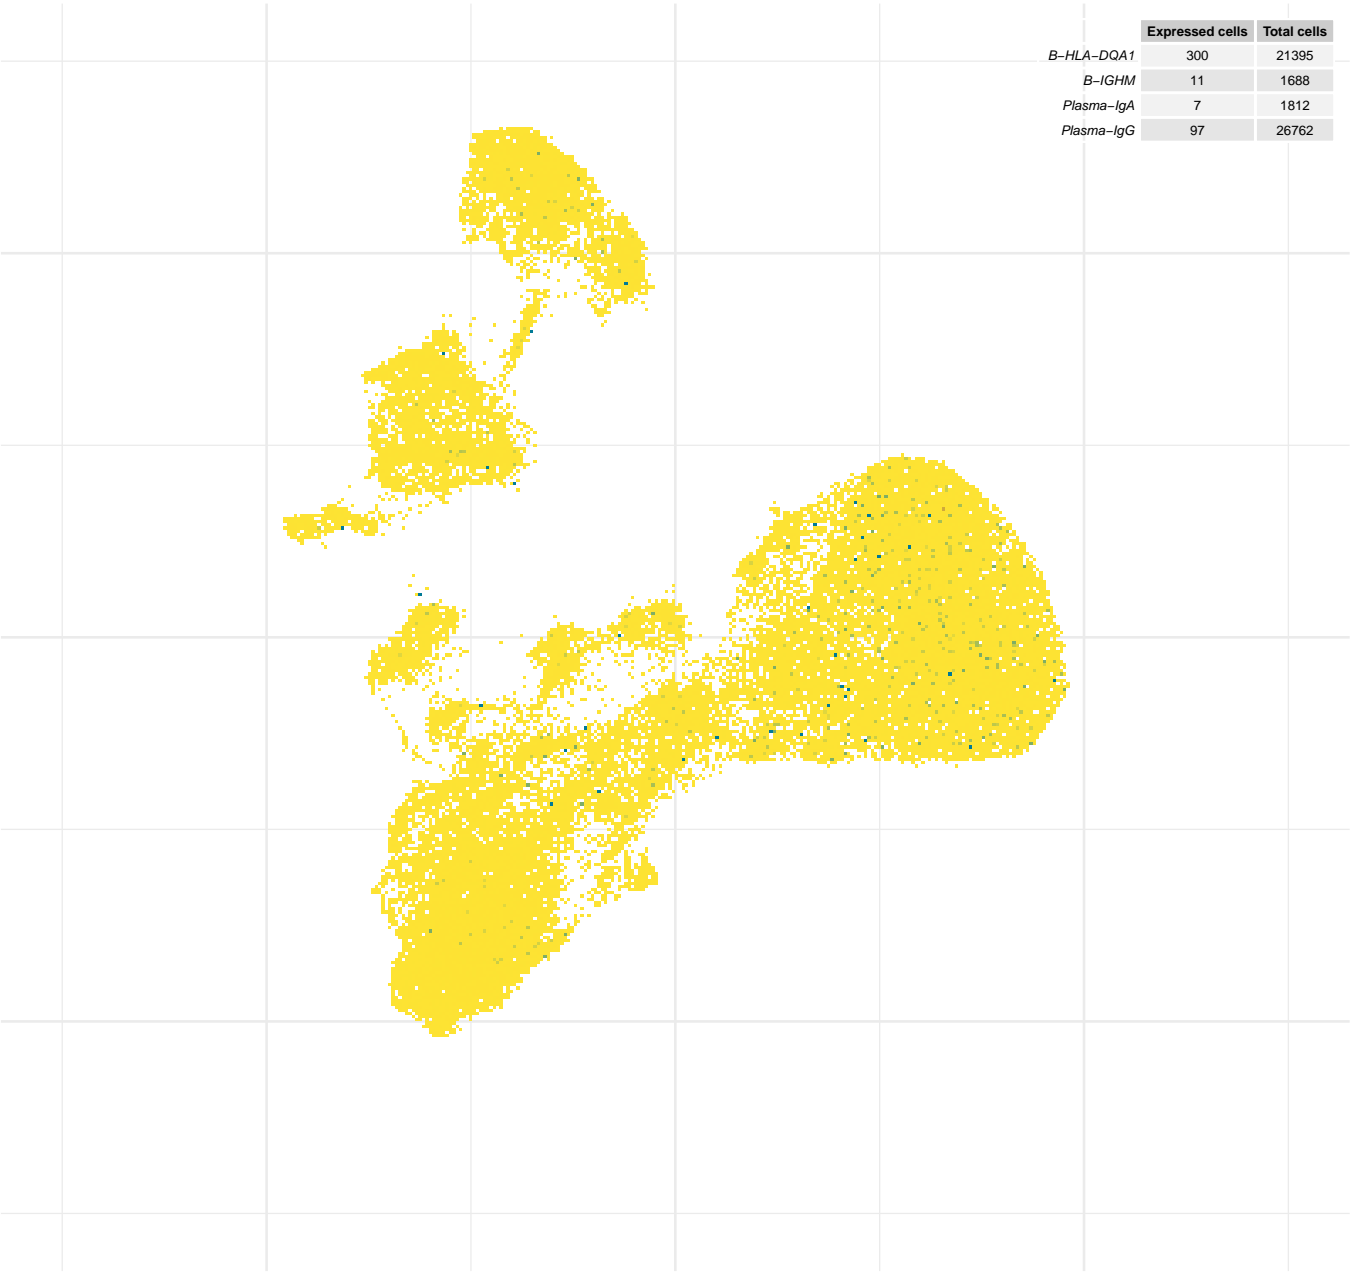 Expressed cells Total cells
B−HLA−DQA1 300 21395
B−IGHM 11 1688
Plasma−IgA 7 1812
Plasma−IgG 97 26762